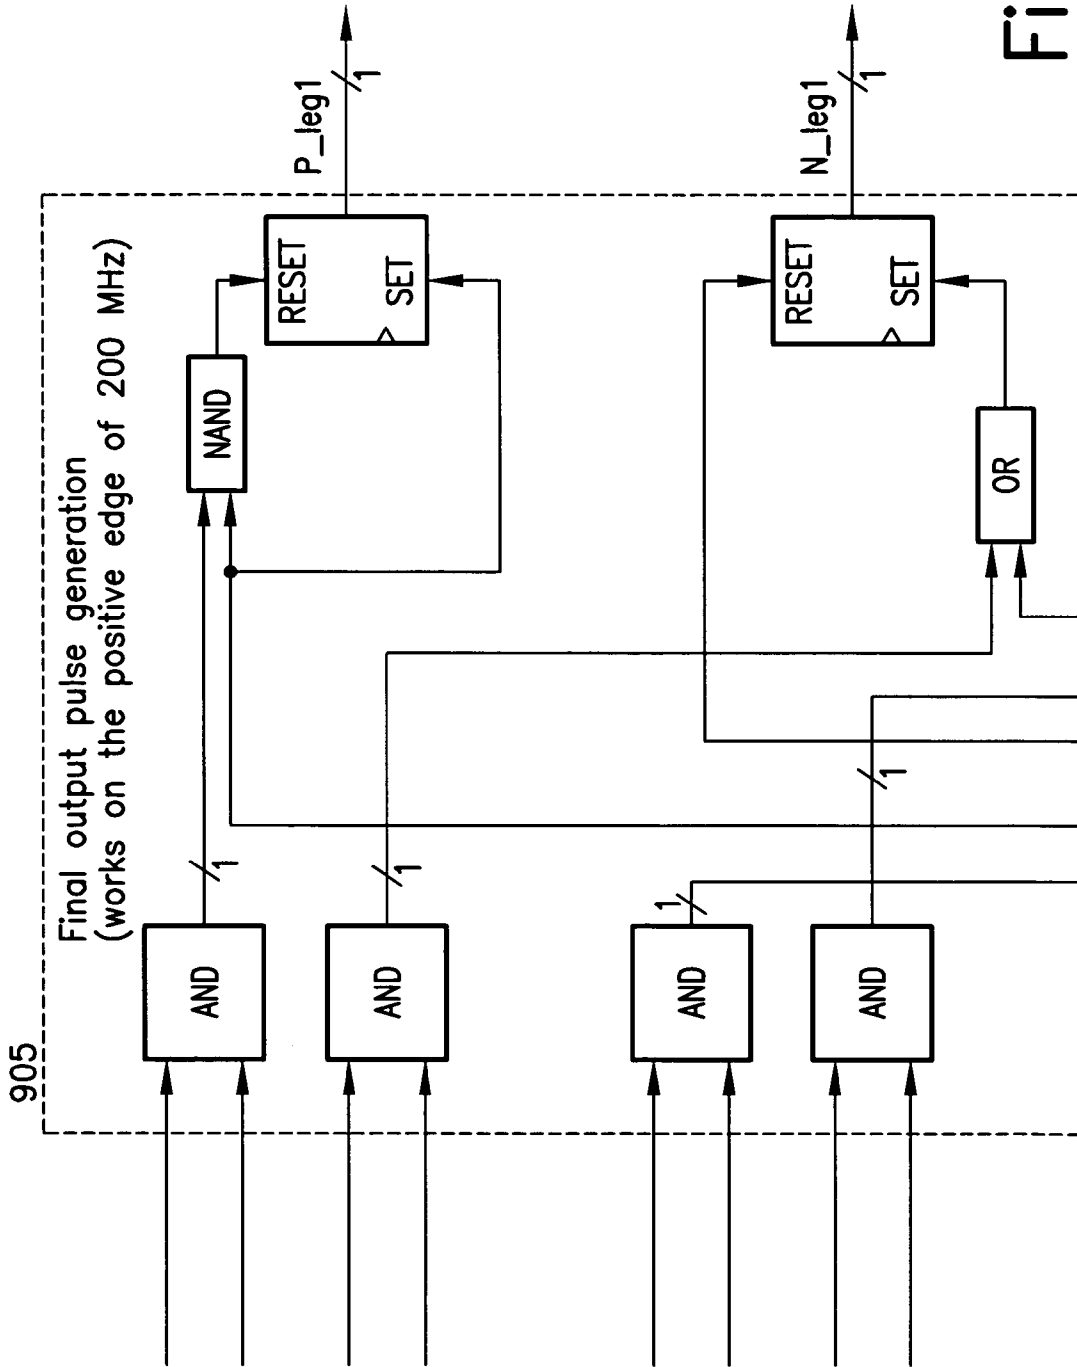 905
Final output pulse generation
(works on the positive edge of 200 MHz)
AND
1
NAND
RESET
SET
P_leg1
1
AND
1
AND
1
AND
1
OR
RESET
SET
N_leg1
1
Fi